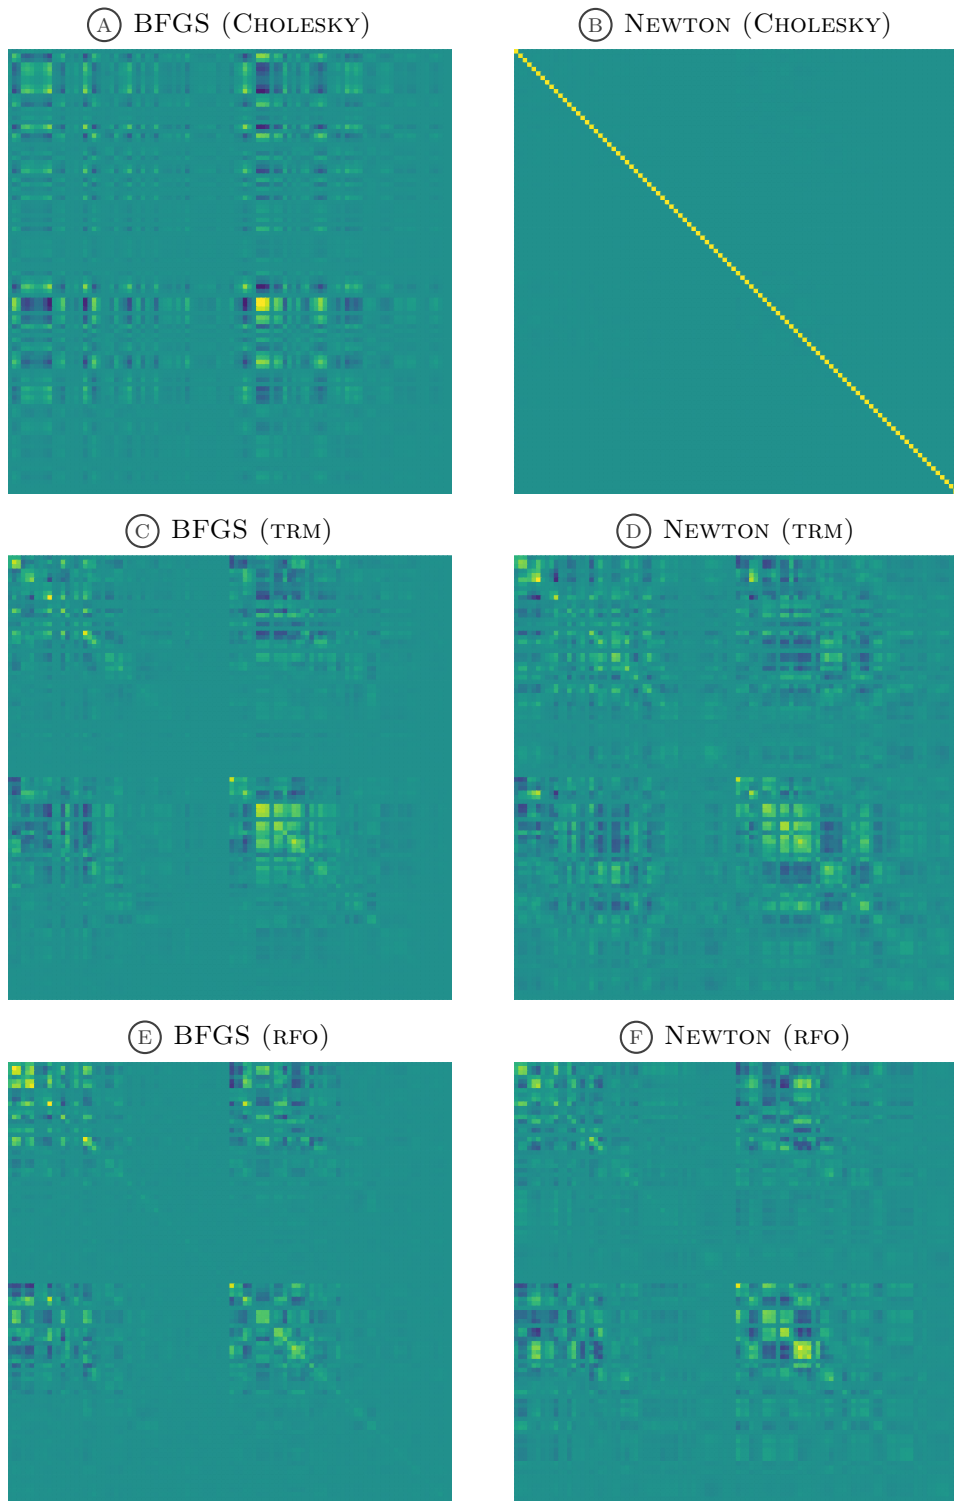 A BFGS (CHOLESKY)
B NEWTON (CHOLESKY)
C BFGS (TRM)
D NEWTON (TRM)
E BFGS (RFO)
F NEWTON (RFO)